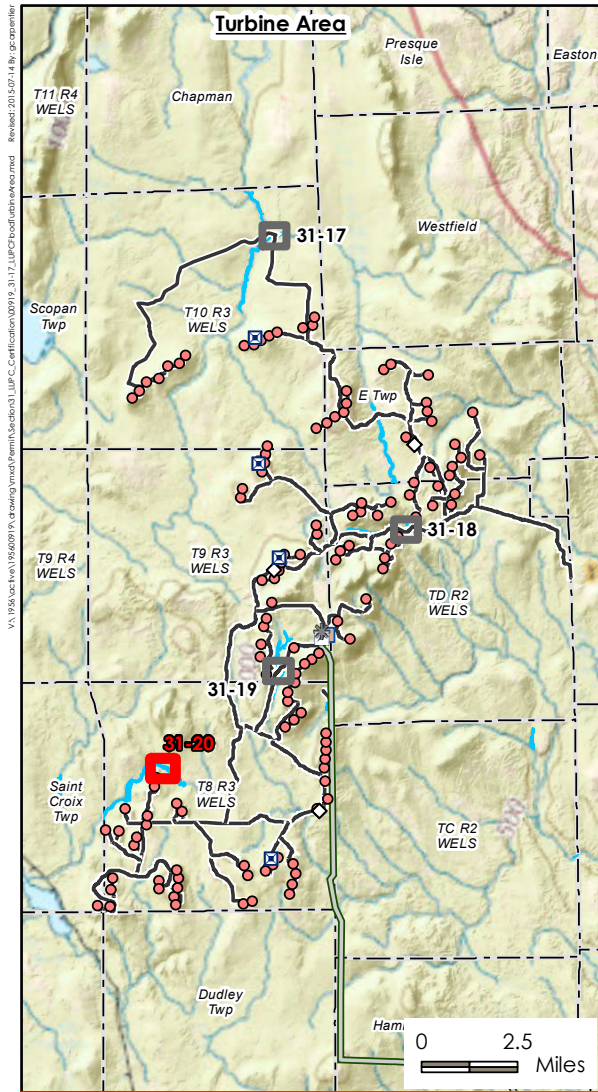 Turbine Area
Presque
Isle
Easton
T11 R4
WELS
Chapman
Westfield
31-17
Scopan
Twp
T10 R3
WELS
E Twp
31-18
T9 R4
WELS
T9 R3
WELS
TD R2
WELS
31-19
31-20
Saint
Croix
Twp
T8 R3
WELS
TC R2
WELS
500
Dudley
Twp
0 2.5
Miles
Revised: 2015-07-14 By: gcarpentier